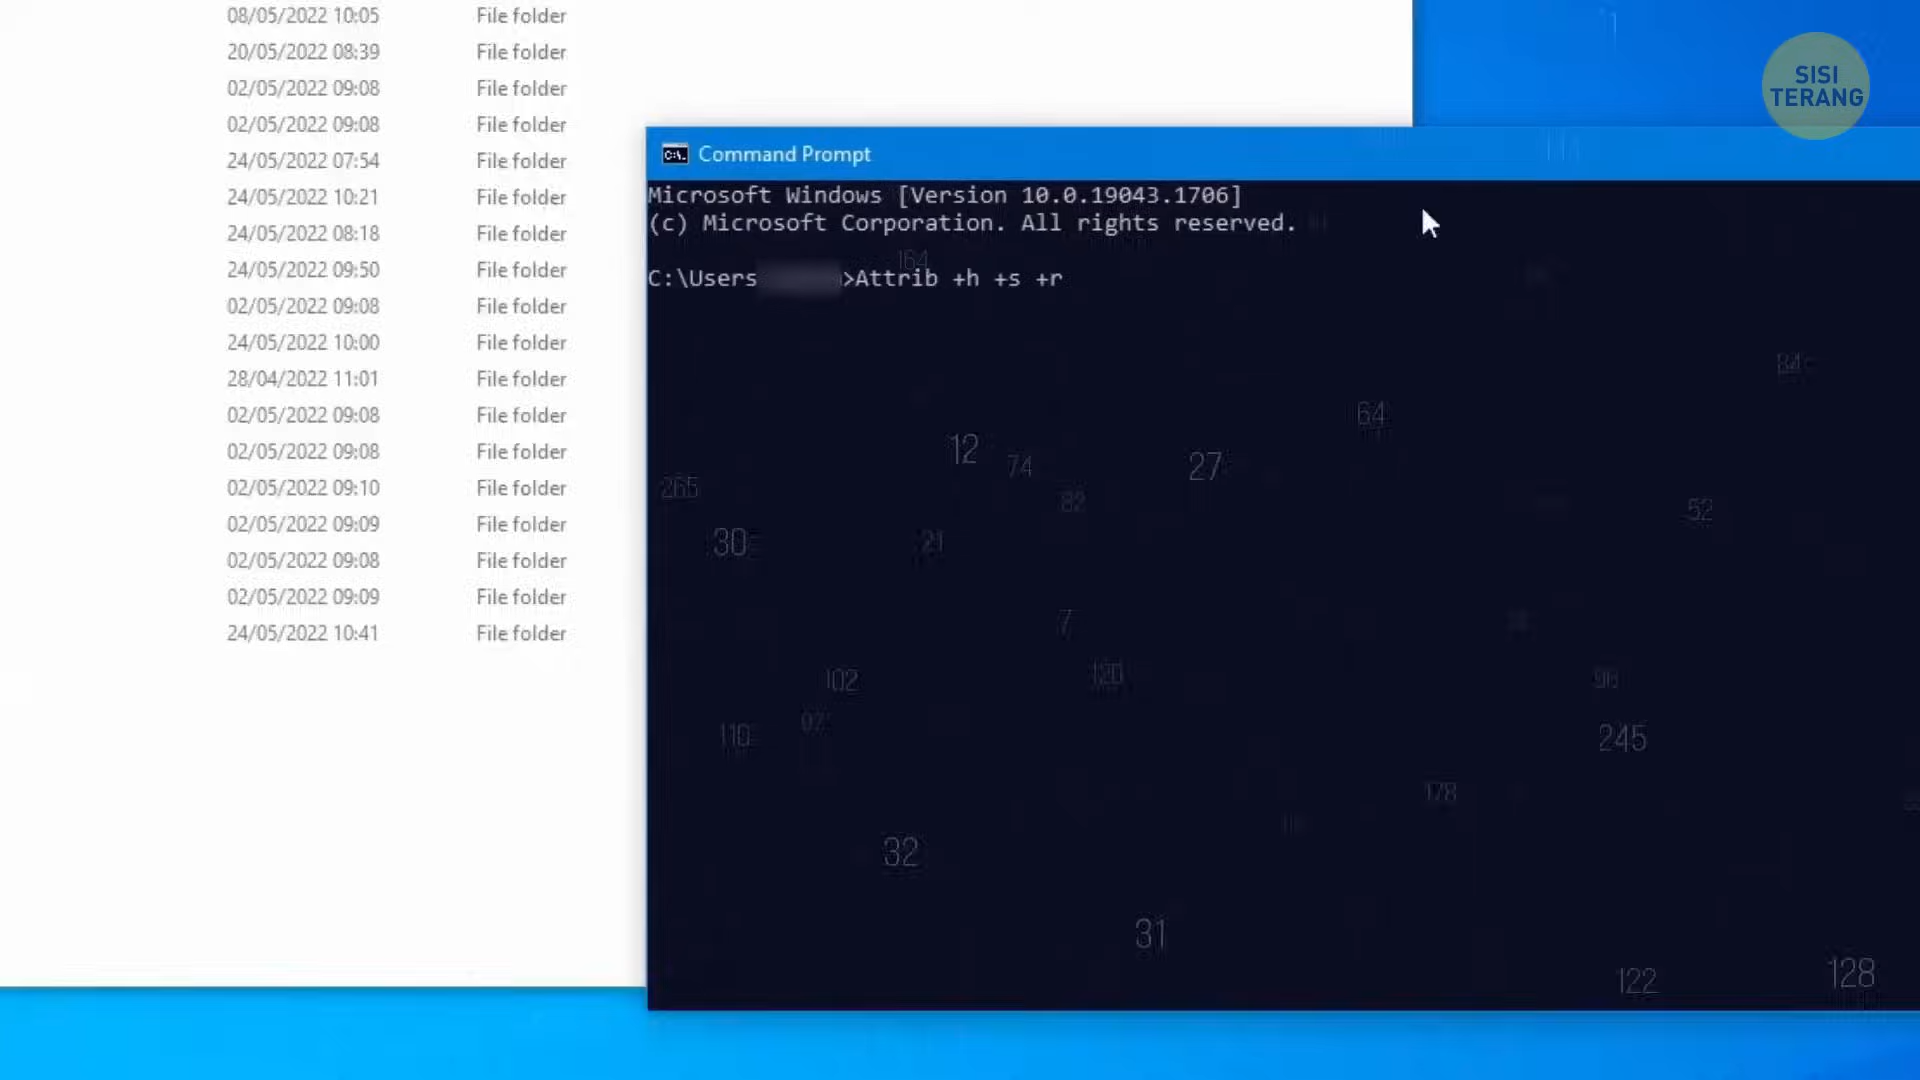 08/05/2022 10:05 File folder
20/05/2022 08:39 File folder
02/05/2022 09:08 File folder
02/05/2022 09:08 File folder
24/05/2022 07:54 File folder
24/05/2022 10:21 File folder
24/05/2022 08:18 File folder
24/05/2022 09:50 File folder
02/05/2022 09:08 File folder
24/05/2022 10:00 File folder
28/04/2022 11:01 File folder
02/05/2022 09:08 File folder
02/05/2022 09:08 File folder
02/05/2022 09:10 File folder
02/05/2022 09:09 File folder
02/05/2022 09:08 File folder
02/05/2022 09:09 File folder
24/05/2022 10:41 File folder
SISI
TERANG
C:\. Command Prompt
Microsoft Windows [Version 10.0.19043.1706]
(c) Microsoft Corporation. All rights reserved.
164
C:\Users >Attrib +h +s +r
84
64
12
74
27
265
82
52
30
21
7
102
120
98
110
245
178
32
31
122
128